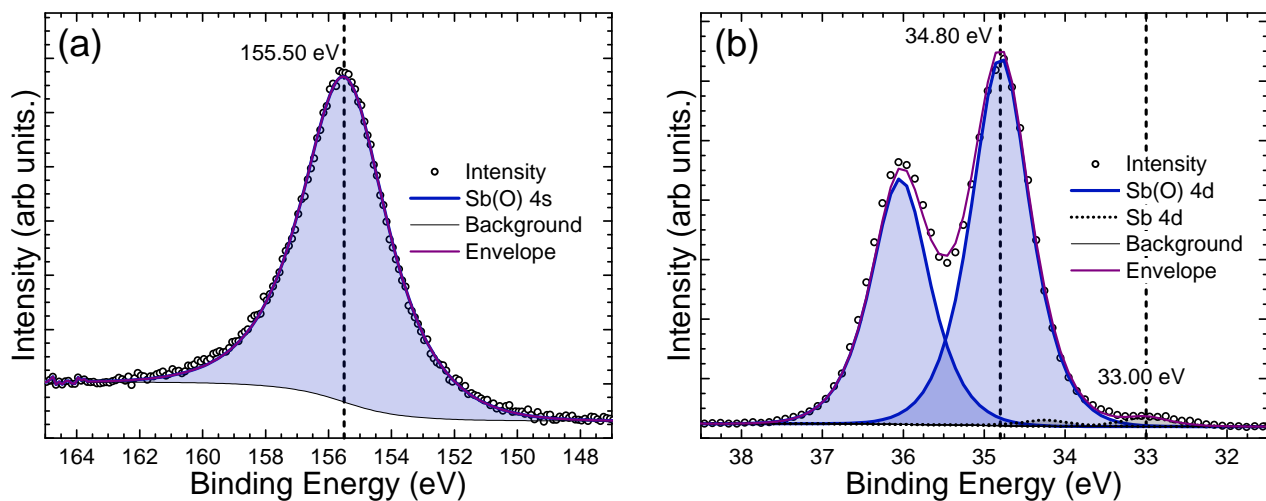 (a)
155.50 eV
Intensity (arb units.)
Intensity
Sb(O) 4s
Background
Envelope
164 162 160 158 156 154 152 150 148
Binding Energy (eV)
(b)
34.80 eV
Intensity (arb units.)
Intensity
Sb(O) 4d
Sb 4d
Background
Envelope
33.00 eV
38 37 36 35 34 33 32
Binding Energy (eV)